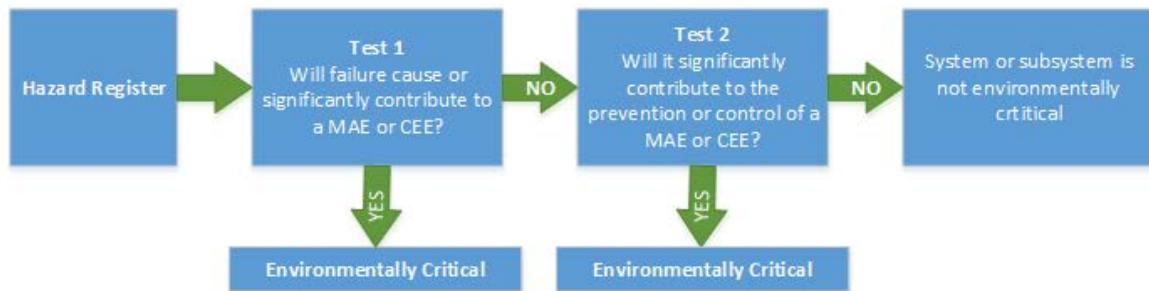 Hazard Register
Test 1
Will failure cause or
significantly contribute to
a MAE or CEE?
NO
Test 2
Will it significantly
contribute to the
prevention or control of a
MAE or CEE?
NO
System or subsystem is
not environmentally
crtitical
YES
YES
Environmentally Critical
Environmentally Critical